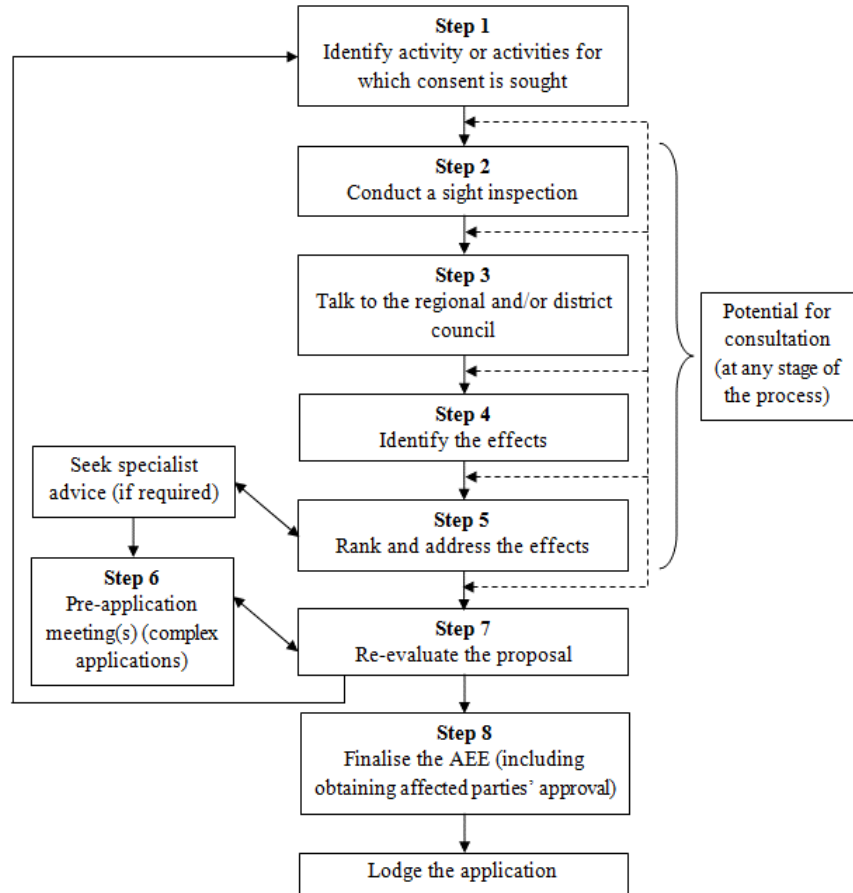 Step 1
Identify activity or activities for
which consent is sought
Step 2
Conduct a sight inspection
Step 3
Talk to the regional and/or district
council
Potential for
consultation
(at any stage of
the process)
Step 4
Identify the effects
Seek specialist
advice (if required)
Step 5
Rank and address the effects
Step 6
Pre-application
meeting(s) (complex
applications)
Step 7
Re-evaluate the proposal
Step 8
Finalise the AEE (including
obtaining affected parties’ approval)
Lodge the application